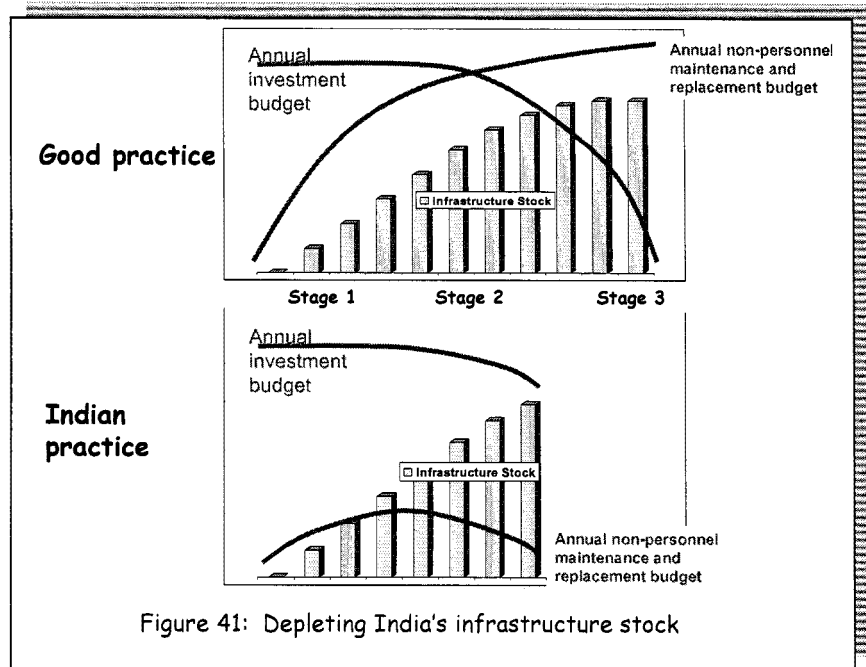 Annual
investment
budget
Annual non-personnel
maintenance and
replacement budget
Good practice
Infrastructure Stock
Stage 1
Stage 2
Stage 3
Annual
investment
budget
Indian
practice
Infrastructure Stock
Annual non-personnel
maintenance and
replacement budget
Figure 41: Depleting India's infrastructure stock